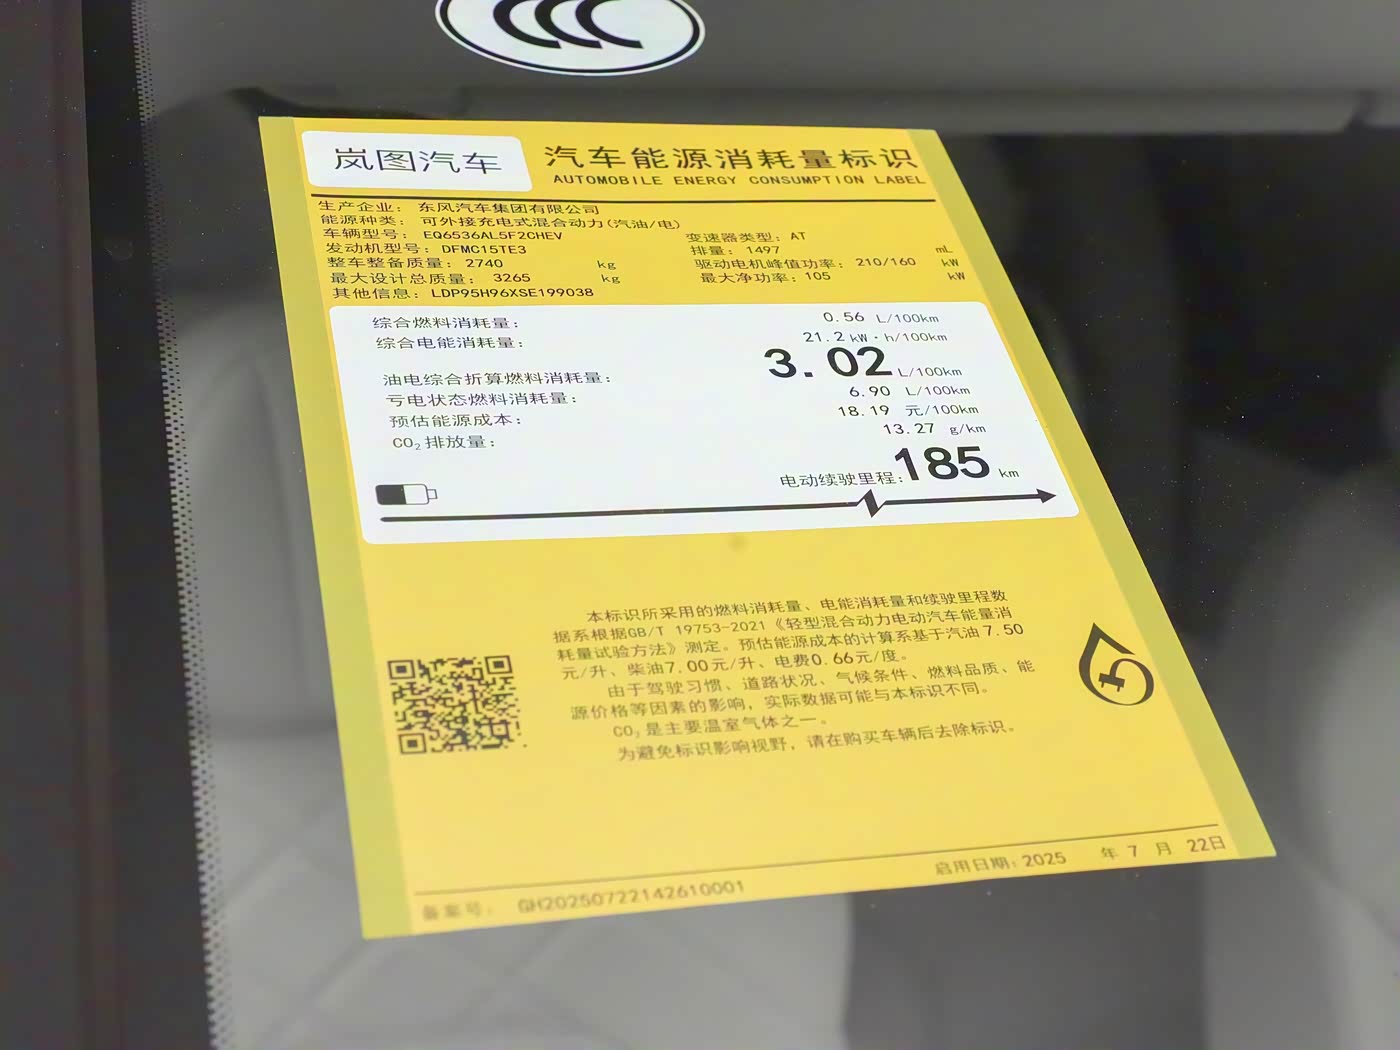 CCC
岚图汽车
汽车能源消耗量标识
AUTOMOBILE ENERGY CONSUMPTION LABEL
生产企业： 东风汽车集团有限公司
能源种类： 可外接充电式混合动力(汽油/电)
车辆型号： EQ6536AL5F2CHEV 变速器类型：AT
发动机型号：DFMC15TE3 排量：1497 mL
整车整备质量：2740 kg 驱动电机峰值功率：210/160 kW
最大设计总质量：3265 kg 最大净功率：105 kW
其他信息：LDP95H96XSE199038
综合燃料消耗量： 0.56 L/100km
综合电能消耗量： 21.2 kW·h/100km
油电综合折算燃料消耗量： 3.02 L/100km
亏电状态燃料消耗量： 6.90 L/100km
预估能源成本： 18.19 元/100km
CO₂排放量： 13.27 g/km
电动续驶里程：185 km
本标识所采用的燃料消耗量、电能消耗量和续驶里程数
据系根据GB/T 19753-2021《轻型混合动力电动汽车能量消
耗量试验方法》测定。预估能源成本的计算系基于汽油7.50
元/升、柴油7.00元/升、电费0.66元/度。
由于驾驶习惯、道路状况、气候条件、燃料品质、能
源价格等因素的影响，实际数据可能与本标识不同。
CO₂是主要温室气体之一。
为避免标识影响视野，请在购买车辆后去除标识。
备案号： QH20250722142610001 启用日期：2025 年 7 月 22日